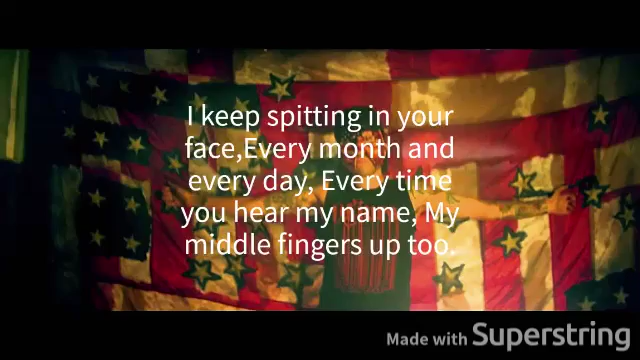 I keep spitting in your
face,Every month and
every day, Every time
you hear my name, My
middle fingers up too.
Made with Superstring